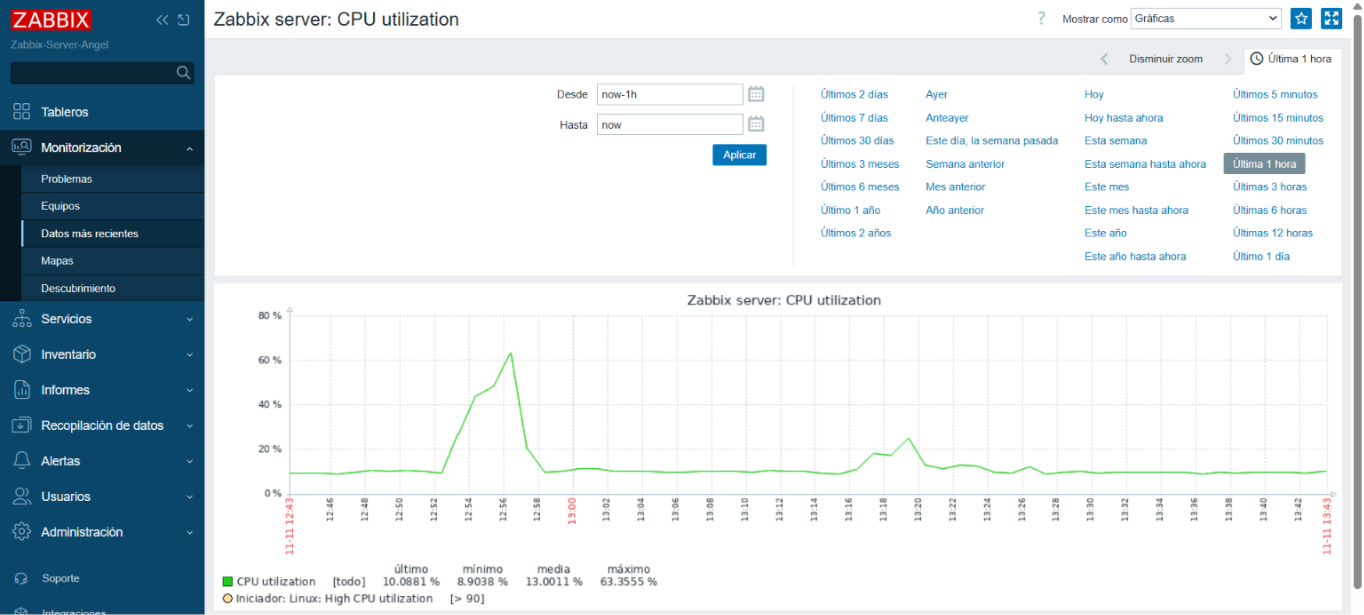 ZABBIX
Zabbix-Server-Angel
Tableros
Monitorización
Problemas
Equipos
Datos más recientes
Mapas
Descubrimiento
Servicios
Inventario
Informes
Recopilación de datos
Alertas
Usuarios
Administración
Soporte
Integraciones
Zabbix server: CPU utilization
? Mostrar como Gráficas
Disminuir zoom
Última 1 hora
Desde now-1h
Hasta now
Aplicar
Últimos 2 días Ayer Hoy Últimos 5 minutos
Últimos 7 días Anteayer Hoy hasta ahora Últimos 15 minutos
Últimos 30 días Este día, la semana pasada Esta semana Últimos 30 minutos
Últimos 3 meses Semana anterior Esta semana hasta ahora Última 1 hora
Últimos 6 meses Mes anterior Este mes Últimas 3 horas
Último 1 año Año anterior Este mes hasta ahora Últimas 6 horas
Últimos 2 años Este año Últimas 12 horas
Este año hasta ahora Último 1 día
Zabbix server: CPU utilization
80 %
60 %
40 %
20 %
0 %
11-11 12:43 12:46 12:48 12:50 12:52 12:54 12:56 12:58 13:00 13:02 13:04 13:06 13:08 13:10 13:12 13:14 13:16 13:18 13:20 13:22 13:24 13:26 13:28 13:30 13:32 13:34 13:36 13:38 13:40 13:42 11-11 13:43
último mínimo media máximo
CPU utilization [todo] 10.0881 % 8.9038 % 13.0011 % 63.3555 %
Iniciador: Linux: High CPU utilization [> 90]